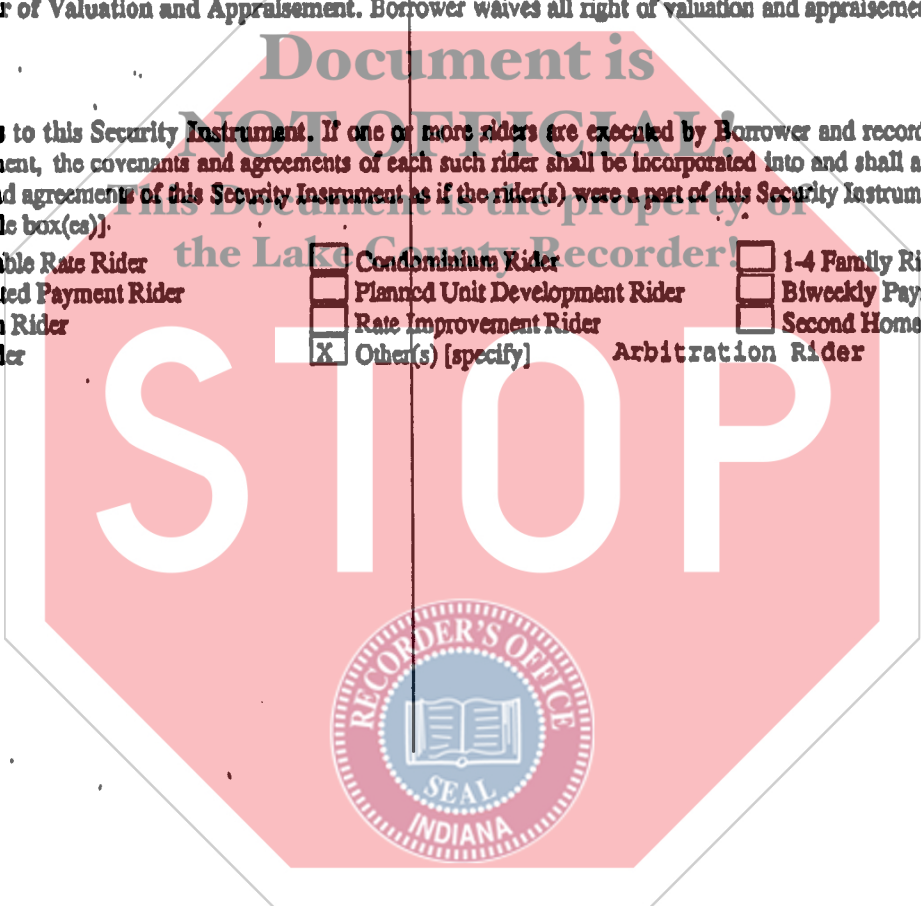 r of Valuation and Appraisement. Borrower waives all right of valuation and appraiseme
Document is
NOT OFFICIAL!
s to this Security Instrument. If one or more riders are executed by Borrower and record
ent, the covenants and agreements of each such rider shall be incorporated into and shall a
d agreements of this Security Instrument as if the rider(s) were a part of this Security Instrum
This Document is the property of
le box(es)].
the Lake County Recorder!
ble Rate Rider Condominium Rider 1-4 Family Ri
ted Payment Rider Planned Unit Development Rider Biweekly Pay
n Rider Rate Improvement Rider Second Home
der X Other(s) [specify] Arbitration Rider
STOP
RECORDER'S OFFICE
SEAL
INDIANA